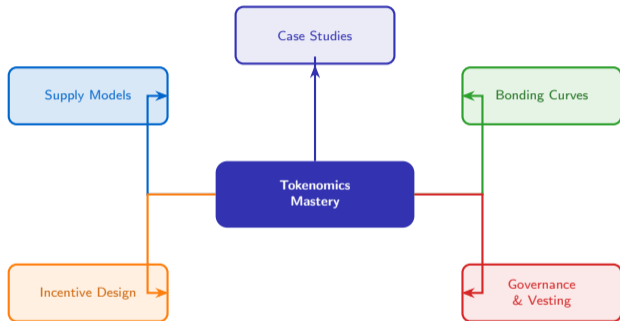 Case Studies
Supply Models
Bonding Curves
Tokenomics
Mastery
Incentive Design
Governance
& Vesting